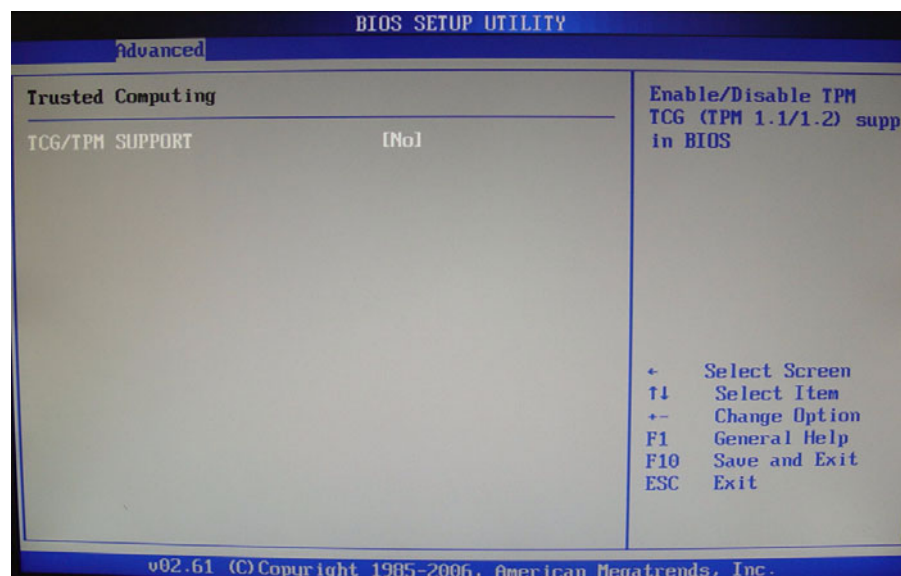 BIOS SETUP UTILITY
Advanced
Trusted Computing
TCG/TPM SUPPORT [No]
Enable/Disable TPM
TCG (TPM 1.1/1.2) supp
in BIOS
← Select Screen
↑↓ Select Item
+- Change Option
F1 General Help
F10 Save and Exit
ESC Exit
v02.61 (C)Copyright 1985-2006, American Megatrends, Inc.